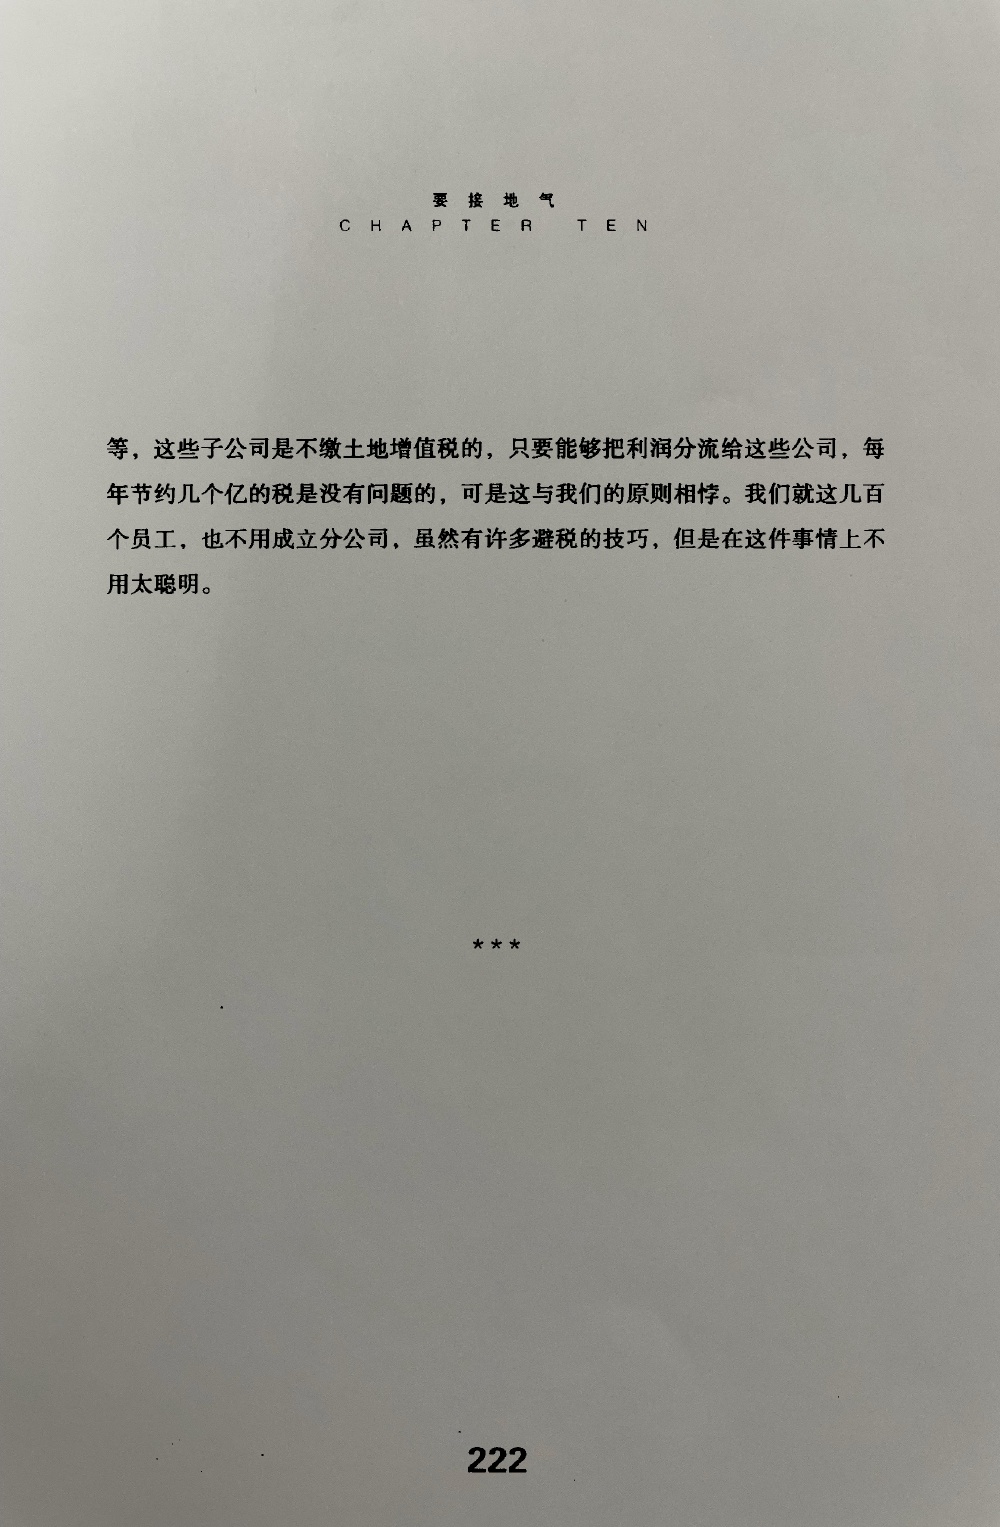 要接地气
CHAPTER TEN
等，这些子公司是不缴土地增值税的，只要能够把利润分流给这些公司，每
年节约几个亿的税是没有问题的，可是这与我们的原则相悖。我们就这几百
个员工，也不用成立分公司，虽然有许多避税的技巧，但是在这件事情上不
用太聪明。
***
222